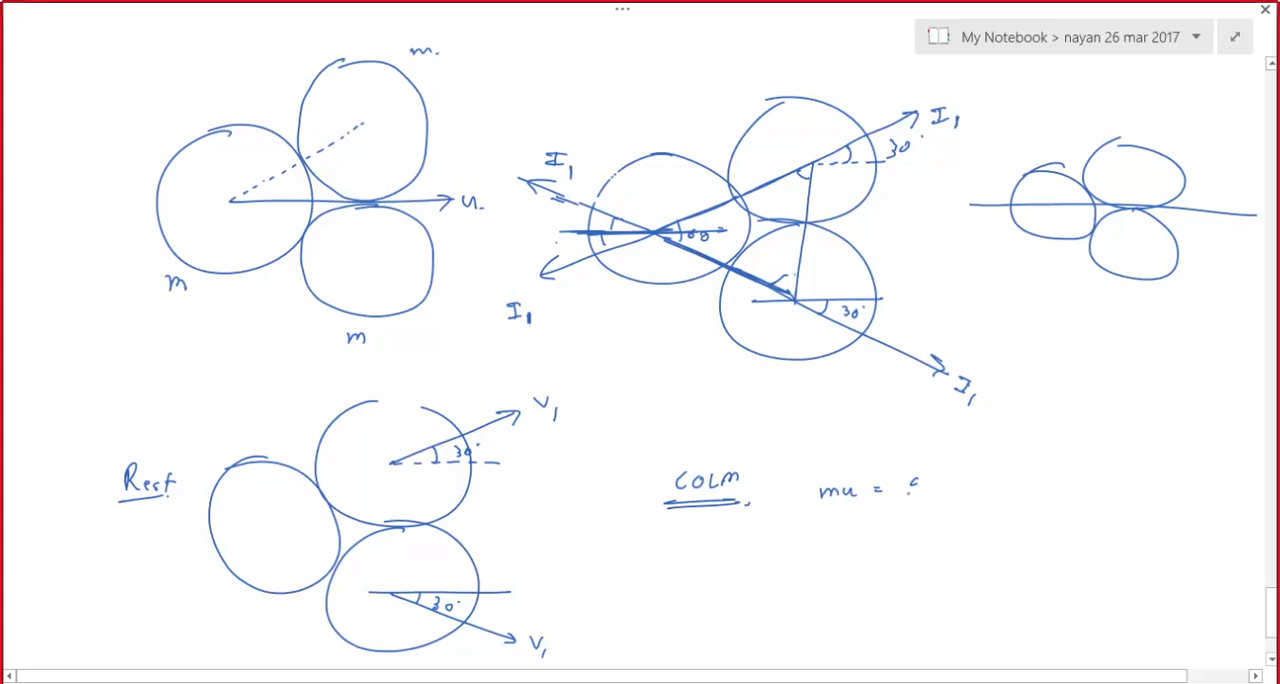 ...
My Notebook > nayan 26 mar 2017
m.
u.
m
m
I₁
30°
60°
I₁
I₁
30°
I₁
Rest
V₁
30°
30°
V₁
COLM
mu =